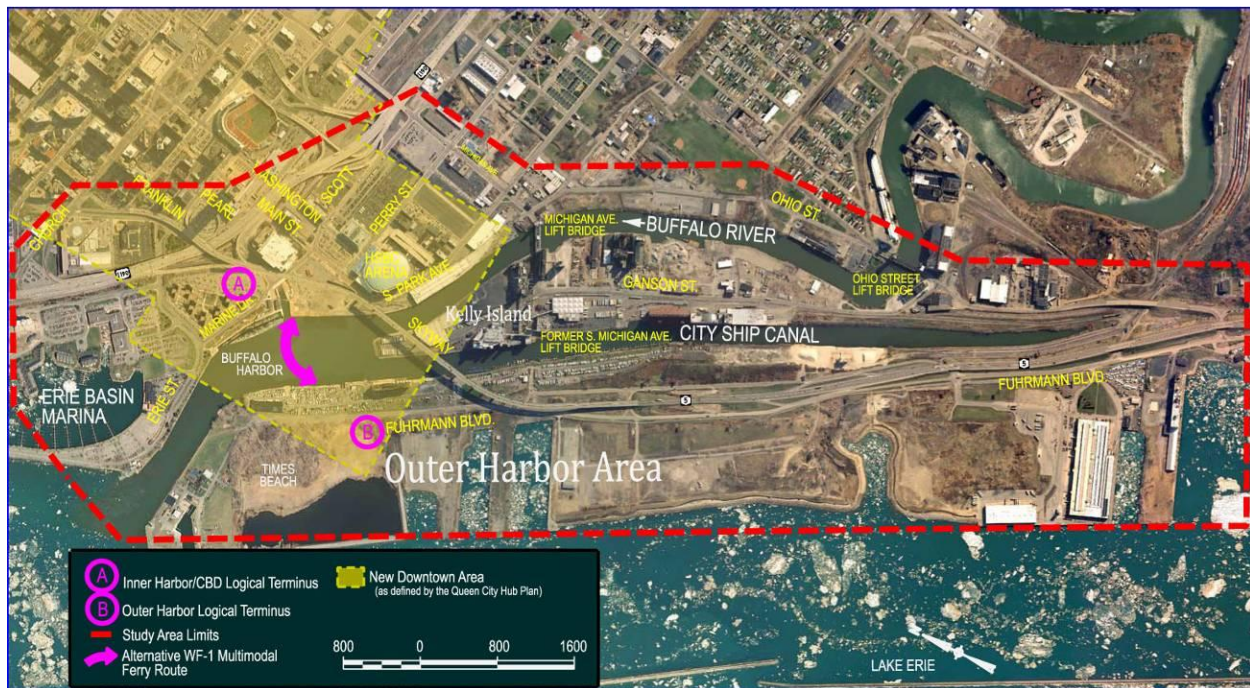 I190
CHURCH
FRANKLIN
PEARL
WASHINGTON
MAIN ST.
SCOTT
PERRY ST.
OHIO ST.
MICHIGAN AVE.
LIFT BRIDGE
BUFFALO RIVER
I190
A
MARINE DR.
HSBC
ARENA
S. PARK AVE.
GANSON ST.
OHIO STREET
LIFT BRIDGE
Kelly Island
SKYWAY
FORMER S. MICHIGAN AVE.
LIFT BRIDGE
CITY SHIP CANAL
BUFFALO
HARBOR
5
5
ERIE BASIN
MARINA
ERIE ST.
B
FUHRMANN BLVD.
FUHRMANN BLVD.
Outer Harbor Area
TIMES
BEACH
A Inner Harbor/CBD Logical Terminus
B Outer Harbor Logical Terminus
Study Area Limits
Alternative WF-1 Multimodal
Ferry Route
New Downtown Area
(as defined by the Queen City Hub Plan)
800 0 800 1600
LAKE ERIE